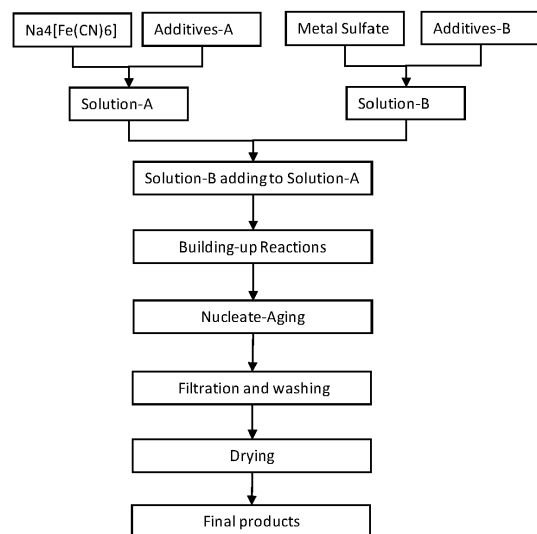 Na4[Fe(CN)6]
Additives-A
Metal Sulfate
Additives-B
Solution-A
Solution-B
Solution-B adding to Solution-A
Building-up Reactions
Nucleate-Aging
Filtration and washing
Drying
Final products